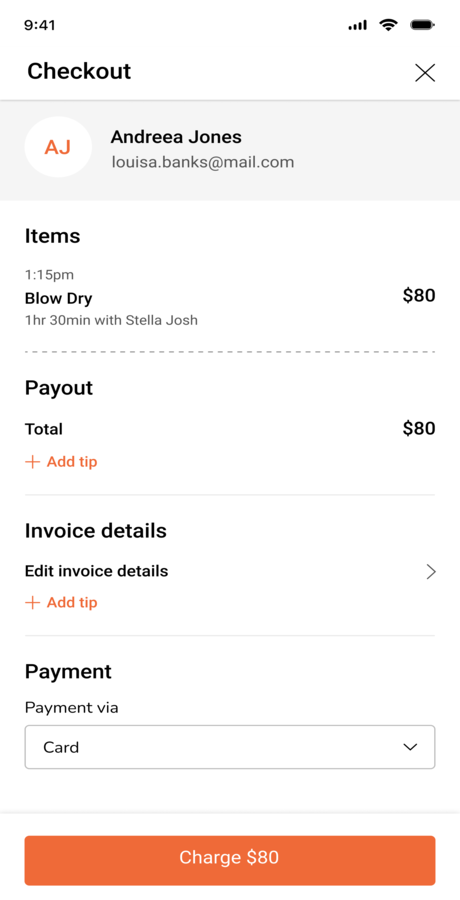 9:41
Checkout
AJ
Andreea Jones
louisa.banks@mail.com
Items
1:15pm
Blow Dry
$80
1hr 30min with Stella Josh
Payout
Total
$80
+ Add tip
Invoice details
Edit invoice details
+ Add tip
Payment
Payment via
Card
Charge $80